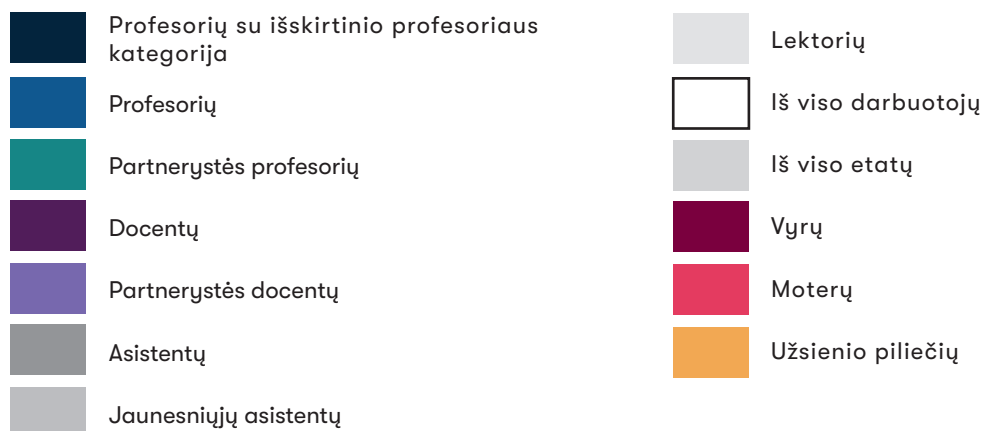 Profesorių su išskirtinio profesoriaus
kategorija
Profesorių
Partnerystės profesorių
Docentų
Partnerystės docentų
Asistentų
Jaunesniųjų asistentų
Lektorių
Iš viso darbuotojų
Iš viso etatų
Vyrų
Moterų
Užsienio piliečių